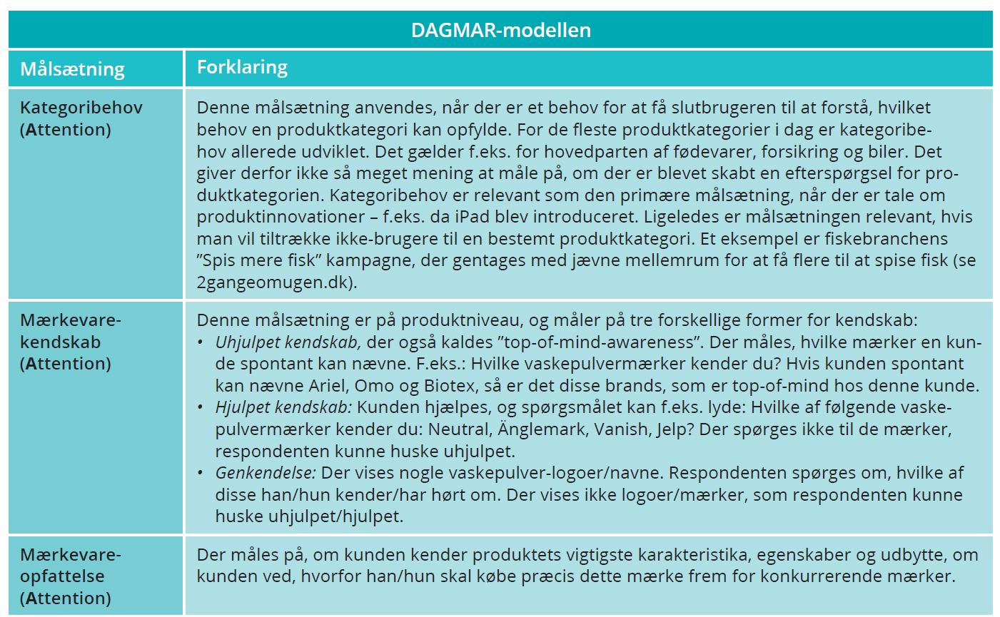 DAGMAR-modellen
Målsætning
Forklaring
Kategoribehov
(Attention)
Denne målsætning anvendes, når der er et behov for at få slutbrugeren til at forstå, hvilket
behov en produktkategori kan opfylde. For de fleste produktkategorier i dag er kategoribe-
hov allerede udviklet. Det gælder f.eks. for hovedparten af fødevarer, forsikring og biler. Det
giver derfor ikke så meget mening at måle på, om der er blevet skabt en efterspørgsel for pro-
duktkategorien. Kategoribehov er relevant som den primære målsætning, når der er tale om
produktinnovationer – f.eks. da iPad blev introduceret. Ligeledes er målsætningen relevant, hvis
man vil tiltrække ikke-brugere til en bestemt produktkategori. Et eksempel er fiskebranchens
”Spis mere fisk” kampagne, der gentages med jævne mellemrum for at få flere til at spise fisk (se
2gangeomugen.dk).
Mærkevare-
kendskab
(Attention)
Denne målsætning er på produktniveau, og måler på tre forskellige former for kendskab:
• Uhjulpet kendskab, der også kaldes ”top-of-mind-awareness”. Der måles, hvilke mærker en kun-
de spontant kan nævne. F.eks.: Hvilke vaskepulvermærker kender du? Hvis kunden spontant
kan nævne Ariel, Omo og Biotex, så er det disse brands, som er top-of-mind hos denne kunde.
• Hjulpet kendskab: Kunden hjælpes, og spørgsmålet kan f.eks. lyde: Hvilke af følgende vaske-
pulvermærker kender du: Neutral, Änglemark, Vanish, Jelp? Der spørges ikke til de mærker,
respondenten kunne huske uhjulpet.
• Genkendelse: Der vises nogle vaskepulver-logoer/navne. Respondenten spørges om, hvilke af
disse han/hun kender/har hørt om. Der vises ikke logoer/mærker, som respondenten kunne
huske uhjulpet/hjulpet.
Mærkevare-
opfattelse
(Attention)
Der måles på, om kunden kender produktets vigtigste karakteristika, egenskaber og udbytte, om
kunden ved, hvorfor han/hun skal købe præcis dette mærke frem for konkurrerende mærker.